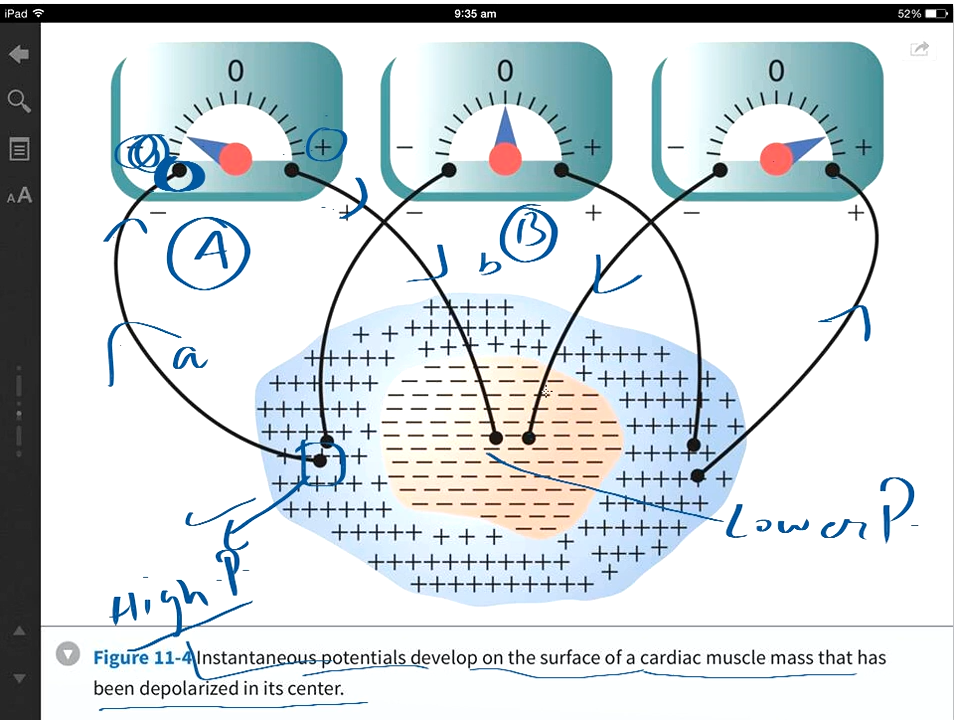 iPad 9:35 am 52%
0 0 0
+ - + - +
- + - + - +
A B
b
a
AA
Lower P
High P
Figure 11-4 Instantaneous potentials develop on the surface of a cardiac muscle mass that has
been depolarized in its center.